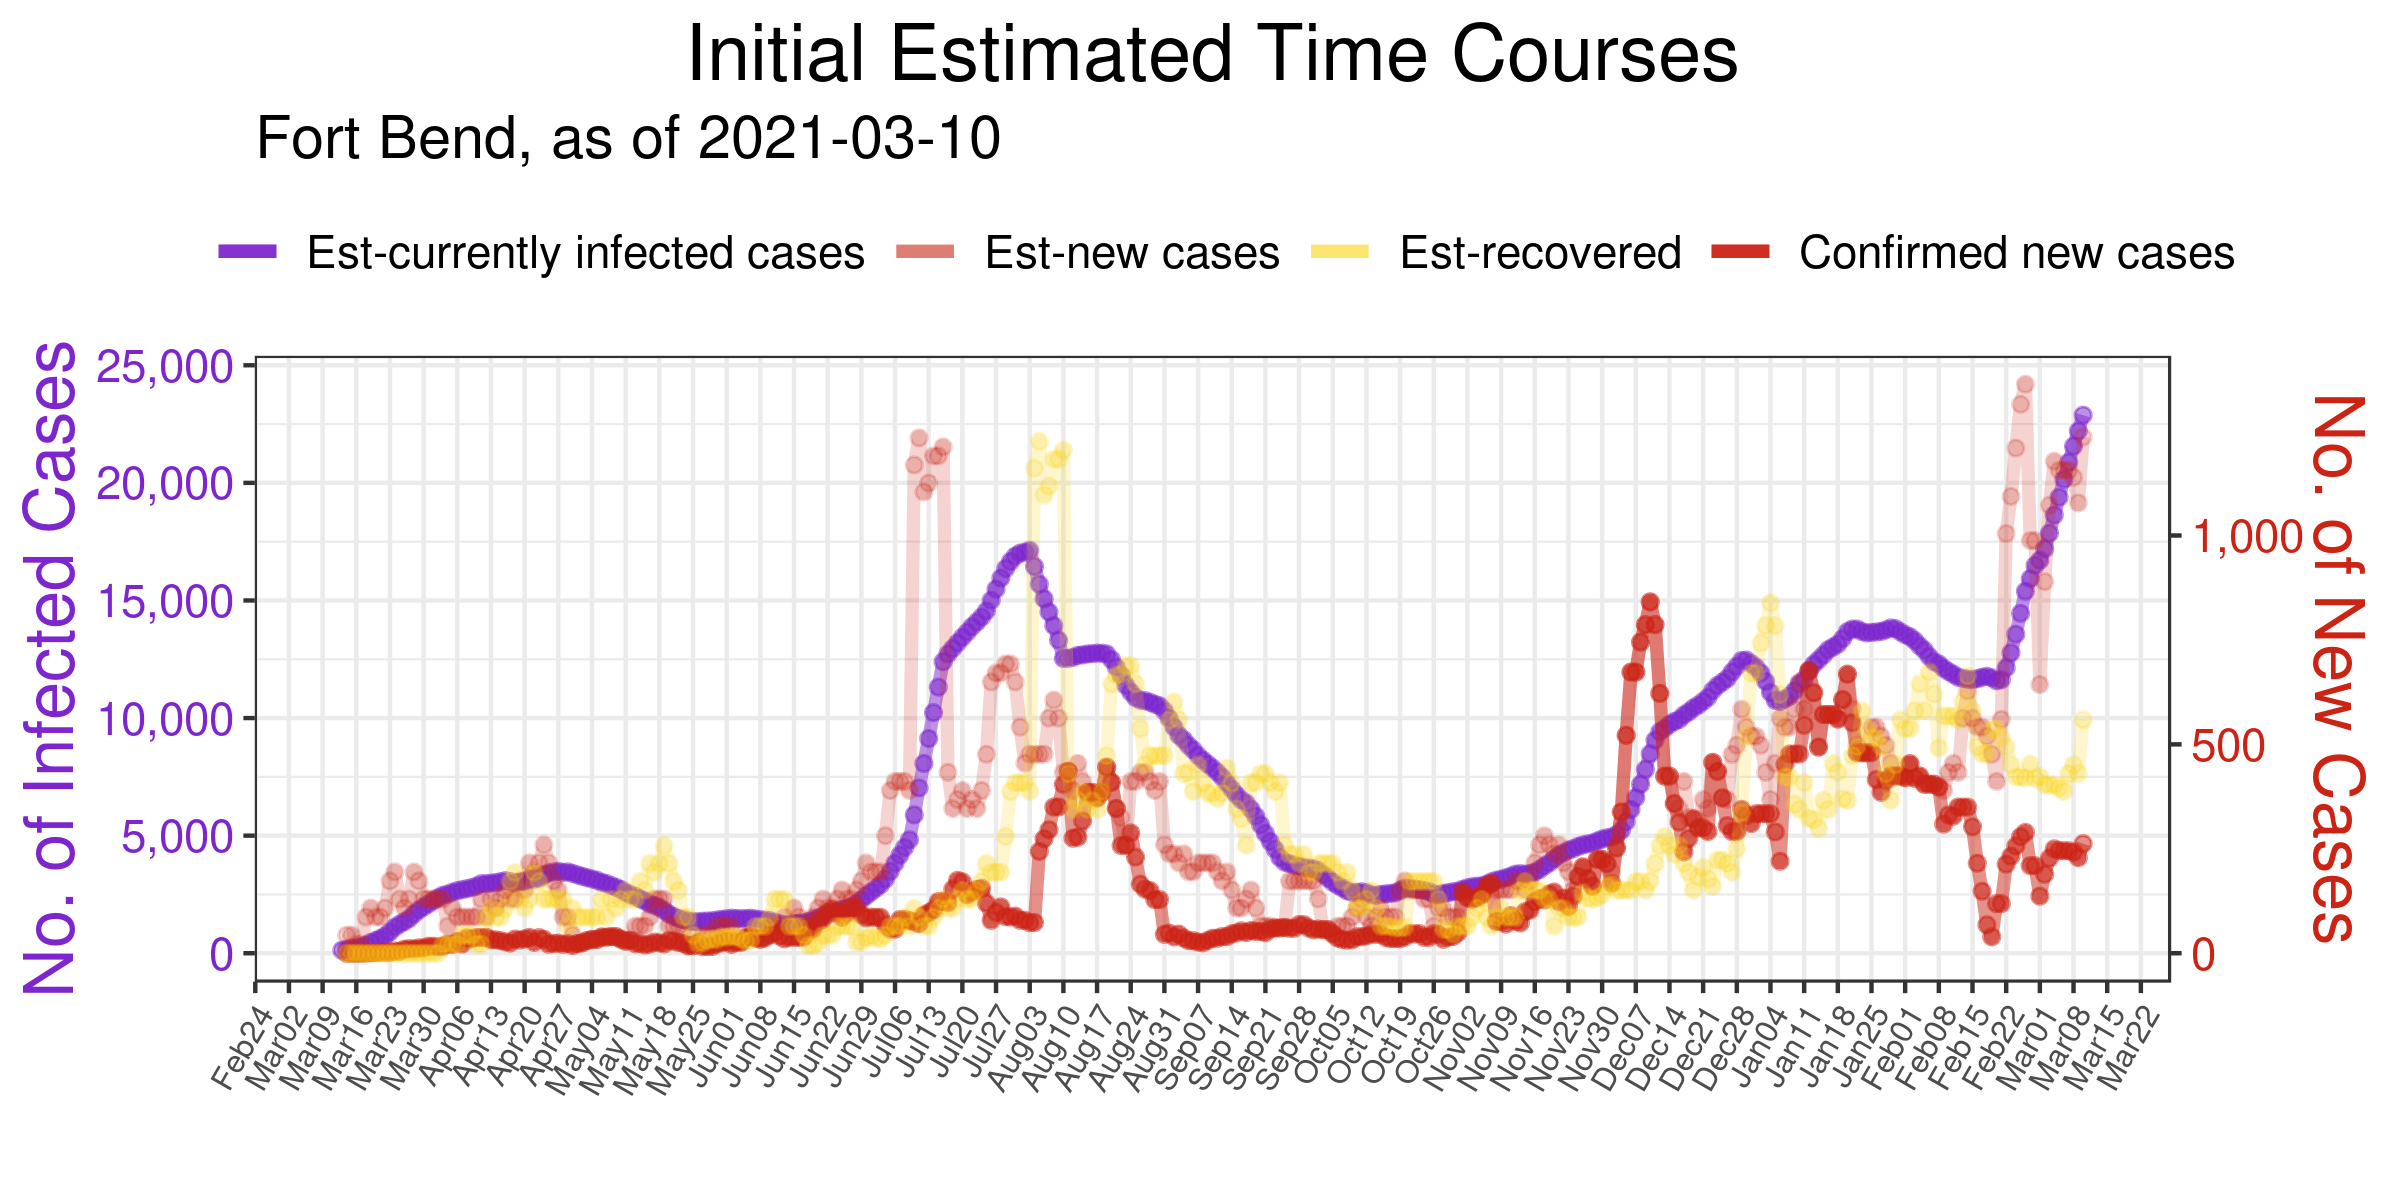 Initial Estimated Time Courses
Fort Bend, as of 2021-03-10
Est-currently infected cases Est-new cases Est-recovered Confirmed new cases
No. of Infected Cases
25,000
20,000
15,000
10,000
5,000
0
No. of New Cases
1,000
500
0
Feb24 Mar02 Mar09 Mar16 Mar23 Mar30 Apr06 Apr13 Apr20 Apr27 May04 May11 May18 May25 Jun01 Jun08 Jun15 Jun22 Jun29 Jul06 Jul13 Jul20 Jul27 Aug03 Aug10 Aug17 Aug24 Aug31 Sep07 Sep14 Sep21 Sep28 Oct05 Oct12 Oct19 Oct26 Nov02 Nov09 Nov16 Nov23 Nov30 Dec07 Dec14 Dec21 Dec28 Jan04 Jan11 Jan18 Jan25 Feb01 Feb08 Feb15 Feb22 Mar01 Mar08 Mar15 Mar22